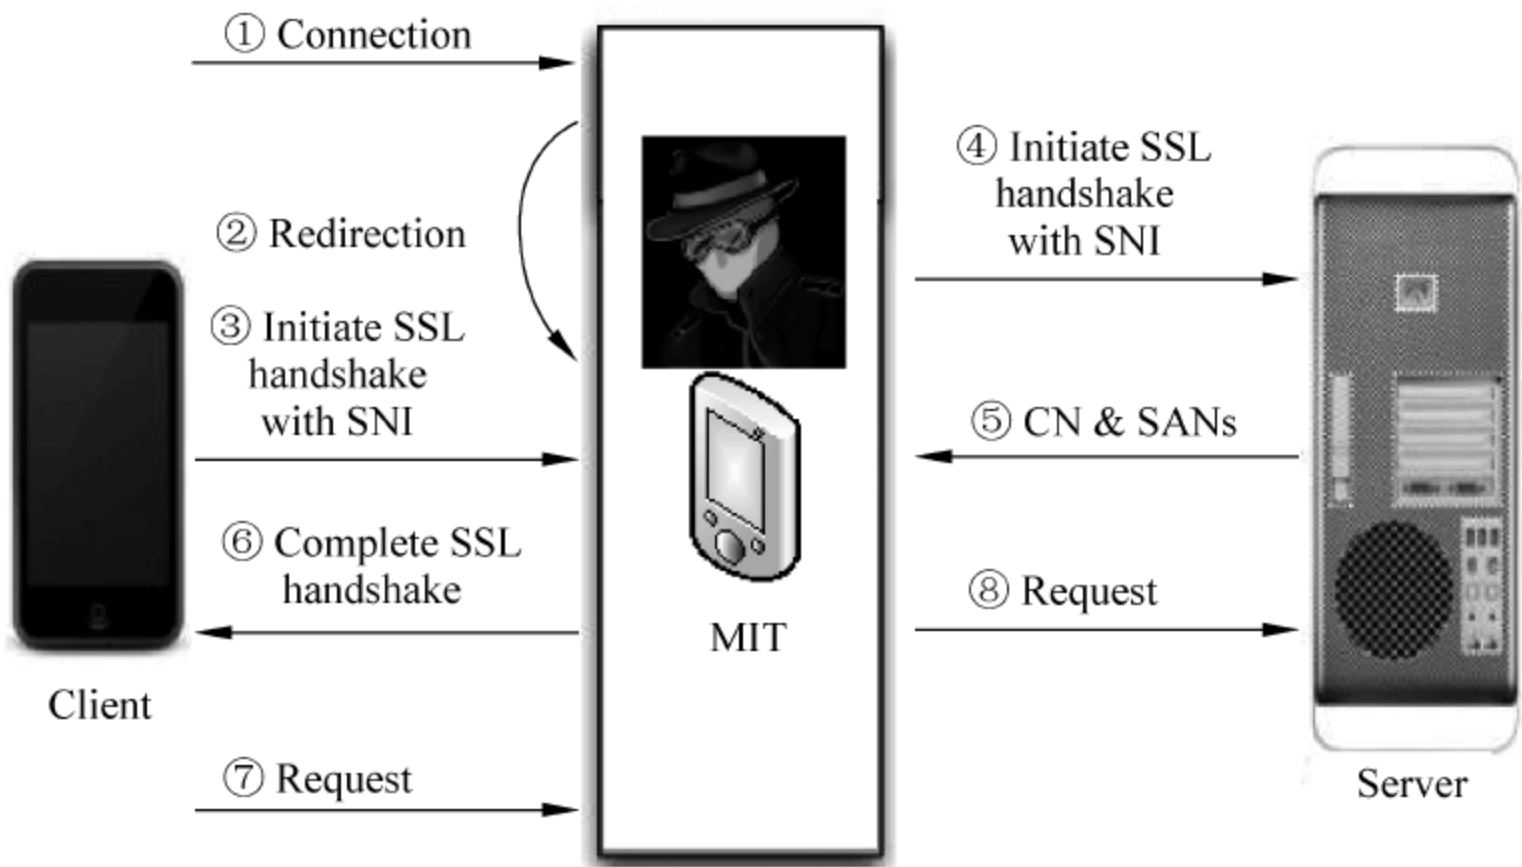 ① Connection
② Redirection
③ Initiate SSL
handshake
with SNI
⑥ Complete SSL
handshake
⑦ Request
Client
MIT
④ Initiate SSL
handshake
with SNI
⑤ CN & SANs
⑧ Request
Server